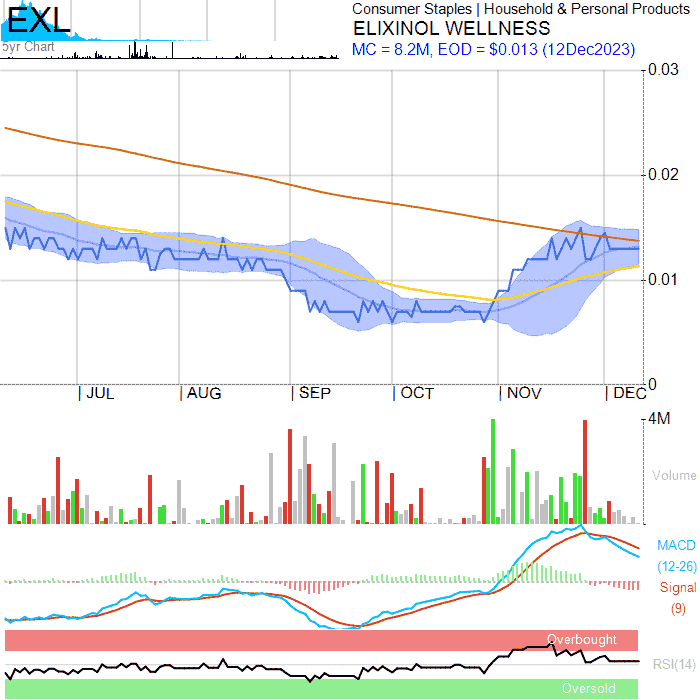 EXL
5yr Chart
Consumer Staples | Household & Personal Products
ELIXINOL WELLNESS
MC = 8.2M, EOD = $0.013 (12Dec2023)
0.03
0.02
0.01
0
| JUL | AUG | SEP | OCT | NOV | DEC
4M
Volume
MACD
(12-26)
Signal
(9)
Overbought
RSI(14)
Oversold